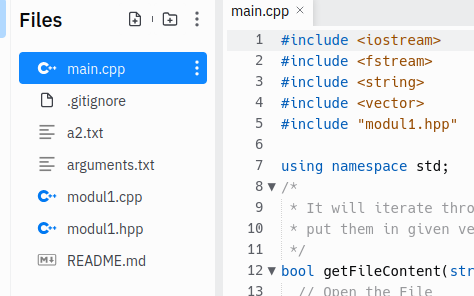 Files
main.cpp
.gitignore
a2.txt
arguments.txt
modul1.cpp
modul1.hpp
README.md
main.cpp ×
1 #include <iostream>
2 #include <fstream>
3 #include <string>
4 #include <vector>
5 #include "modul1.hpp"
6
7 using namespace std;
8 /*
9 * It will iterate thro
10 * put them in given ve
11 */
12 bool getFileContent(str
13 // Open the File